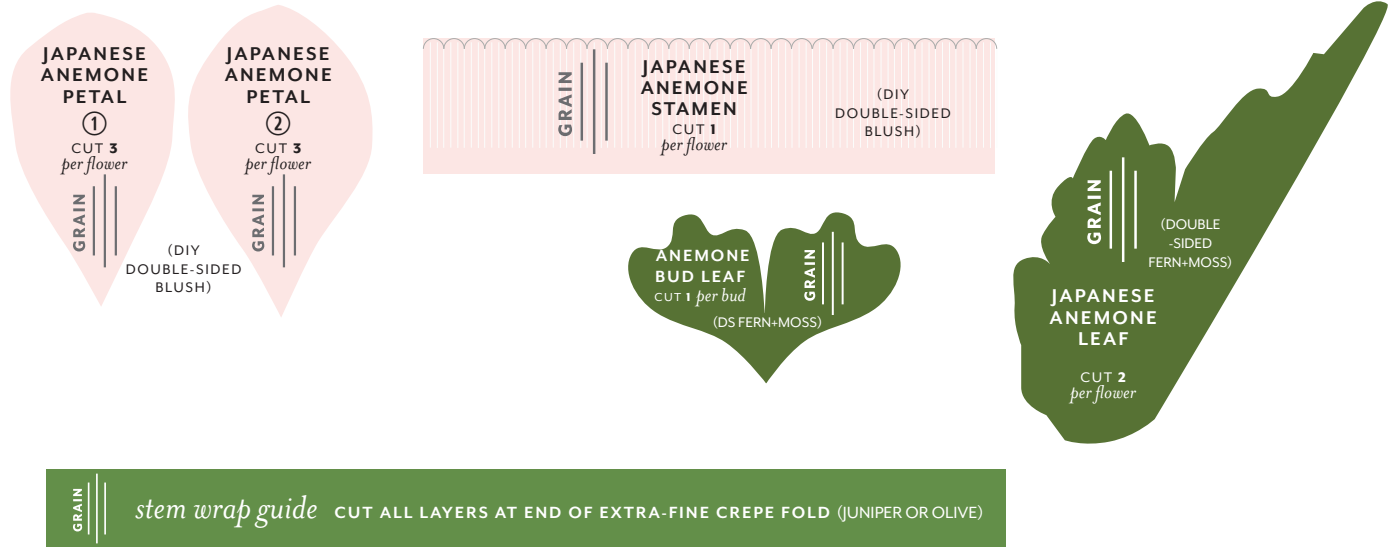 JAPANESE
ANEMONE
PETAL
①
CUT 3
per flower
GRAIN
JAPANESE
ANEMONE
PETAL
②
CUT 3
per flower
GRAIN
(DIY
DOUBLE-SIDED
BLUSH)
GRAIN
JAPANESE
ANEMONE
STAMEN
CUT 1
per flower
(DIY
DOUBLE-SIDED
BLUSH)
ANEMONE
BUD LEAF
CUT 1 per bud
GRAIN
(DS FERN+MOSS)
GRAIN
(DOUBLE
-SIDED
FERN+MOSS)
JAPANESE
ANEMONE
LEAF
CUT 2
per flower
GRAIN
stem wrap guide CUT ALL LAYERS AT END OF EXTRA-FINE CREPE FOLD (JUNIPER OR OLIVE)